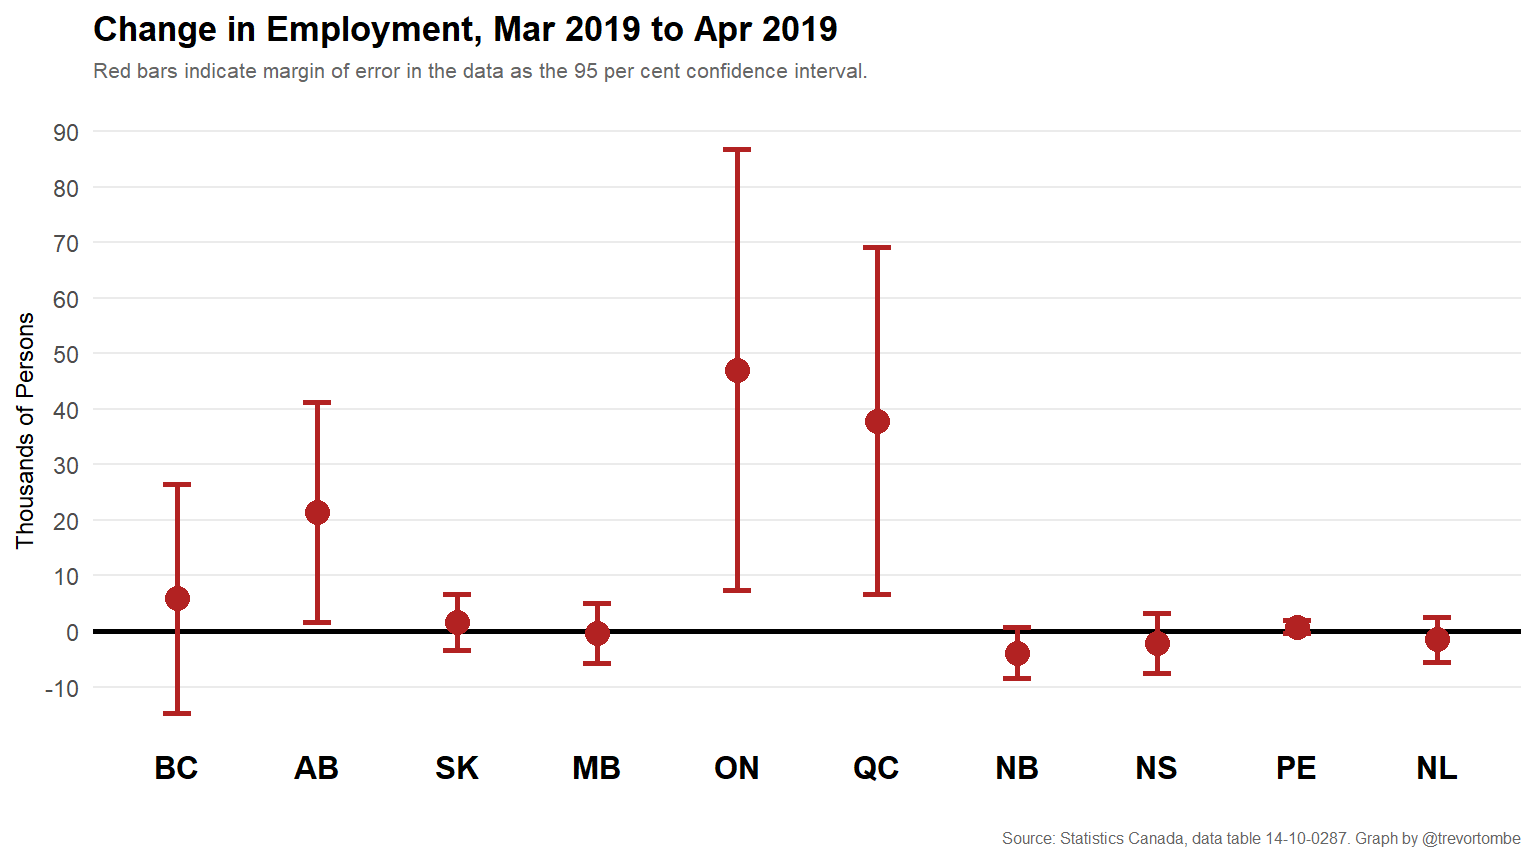 Change in Employment, Mar 2019 to Apr 2019
Red bars indicate margin of error in the data as the 95 per cent confidence interval.
Thousands of Persons
90
80
70
60
50
40
30
20
10
0
-10
BC AB SK MB ON QC NB NS PE NL
Source: Statistics Canada, data table 14-10-0287. Graph by @trevortombe